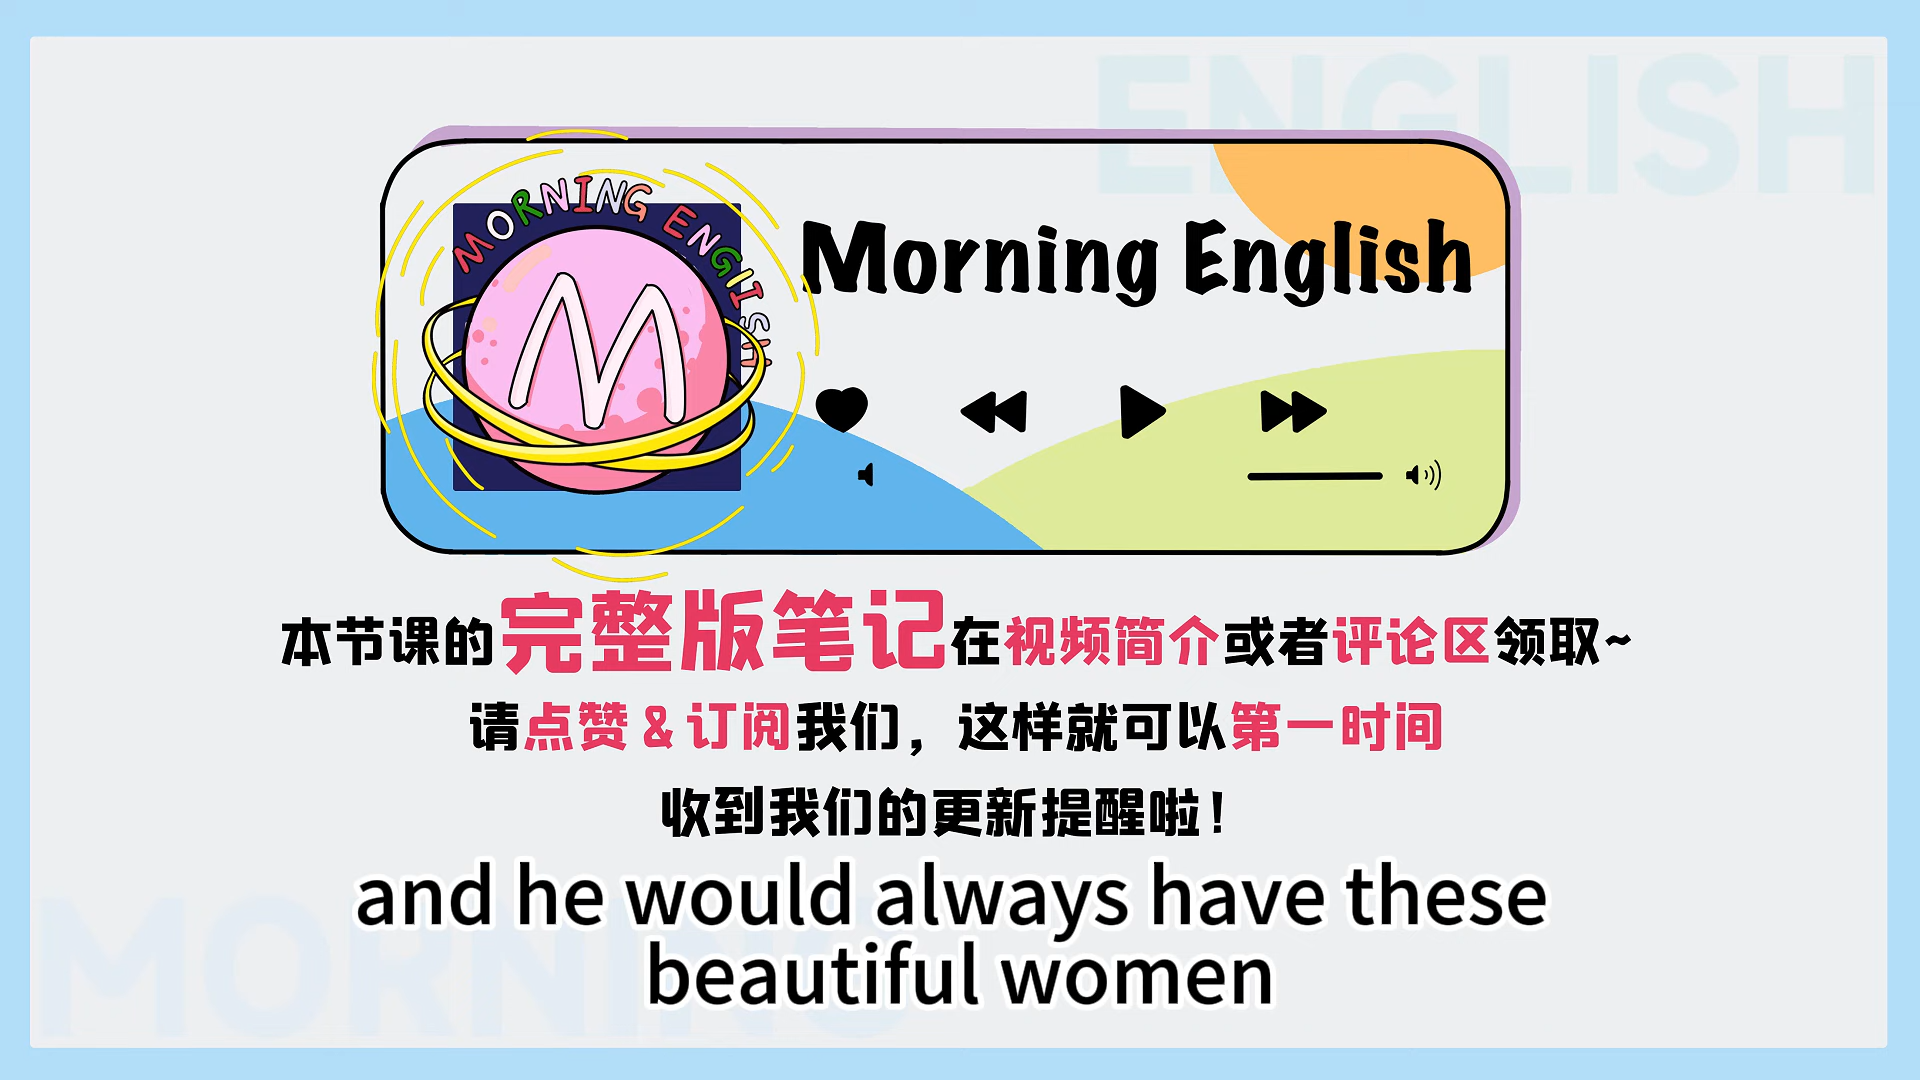 ENGLISH
MORNING ENGLISH
M
Morning English
本节课的完整版笔记在视频简介或者评论区领取~
请点赞&订阅我们，这样就可以第一时间
收到我们的更新提醒啦！
and he would always have these
beautiful women
MORNING